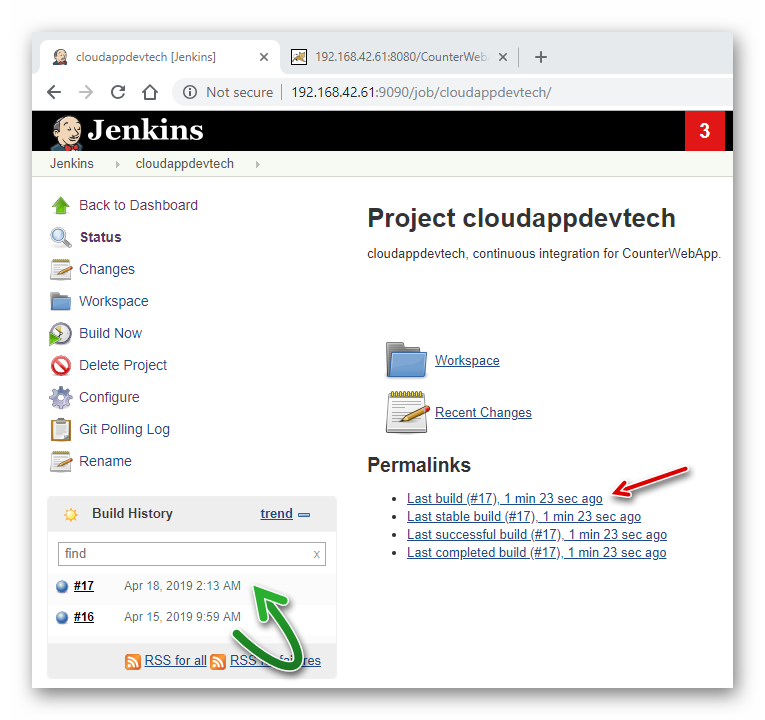 cloudappdevtech [Jenkins]
192.168.42.61:8080/CounterWeb
Not secure
192.168.42.61:9090/job/cloudappdevtech/
Jenkins
3
Jenkins
cloudappdevtech
Back to Dashboard
Status
Changes
Workspace
Build Now
Delete Project
Configure
Git Polling Log
Rename
Build History
trend
find
x
#17 Apr 18, 2019 2:13 AM
#16 Apr 15, 2019 9:59 AM
RSS for all
RSS for failures
Project cloudappdevtech
cloudappdevtech, continuous integration for CounterWebApp.
Workspace
Recent Changes
Permalinks
Last build (#17), 1 min 23 sec ago
Last stable build (#17), 1 min 23 sec ago
Last successful build (#17), 1 min 23 sec ago
Last completed build (#17), 1 min 23 sec ago